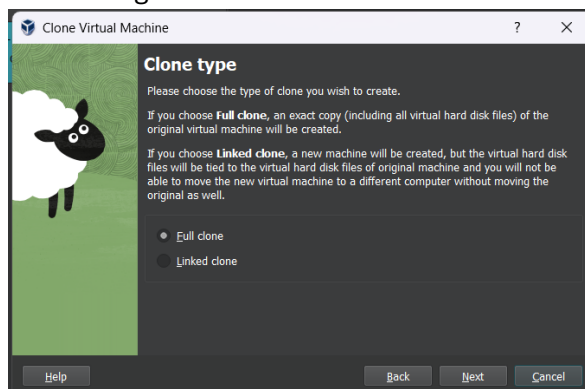 Clone Virtual Machine
?
Clone type
Please choose the type of clone you wish to create.
If you choose Full clone, an exact copy (including all virtual hard disk files) of the
original virtual machine will be created.
If you choose Linked clone, a new machine will be created, but the virtual hard disk
files will be tied to the virtual hard disk files of original machine and you will not be
able to move the new virtual machine to a different computer without moving the
original as well.
Full clone
Linked clone
Help Back Next Cancel